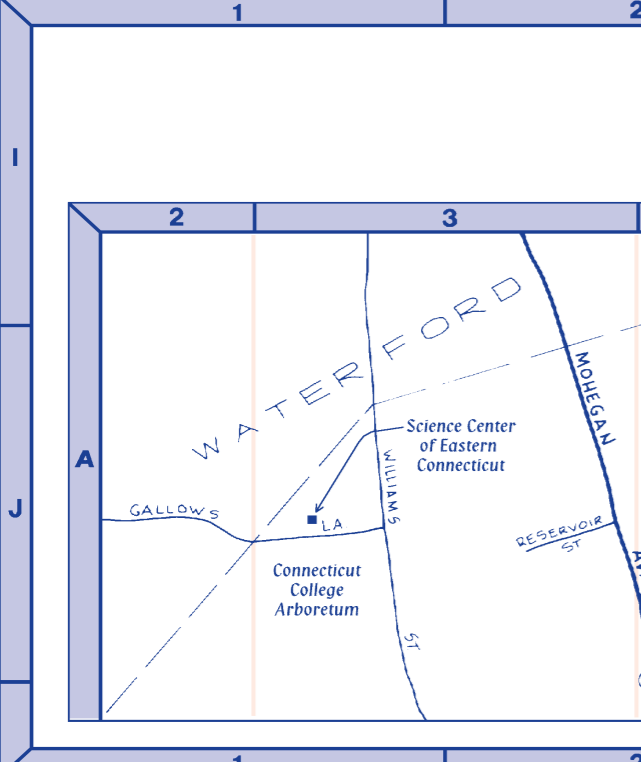 1
2
I
2
3
WATERFORD
MOHEGAN
Science Center
of Eastern
Connecticut
A
WILLIAMS
J
GALLOWS
LA
RESERVOIR
ST
Connecticut
College
Arboretum
ST
1
2